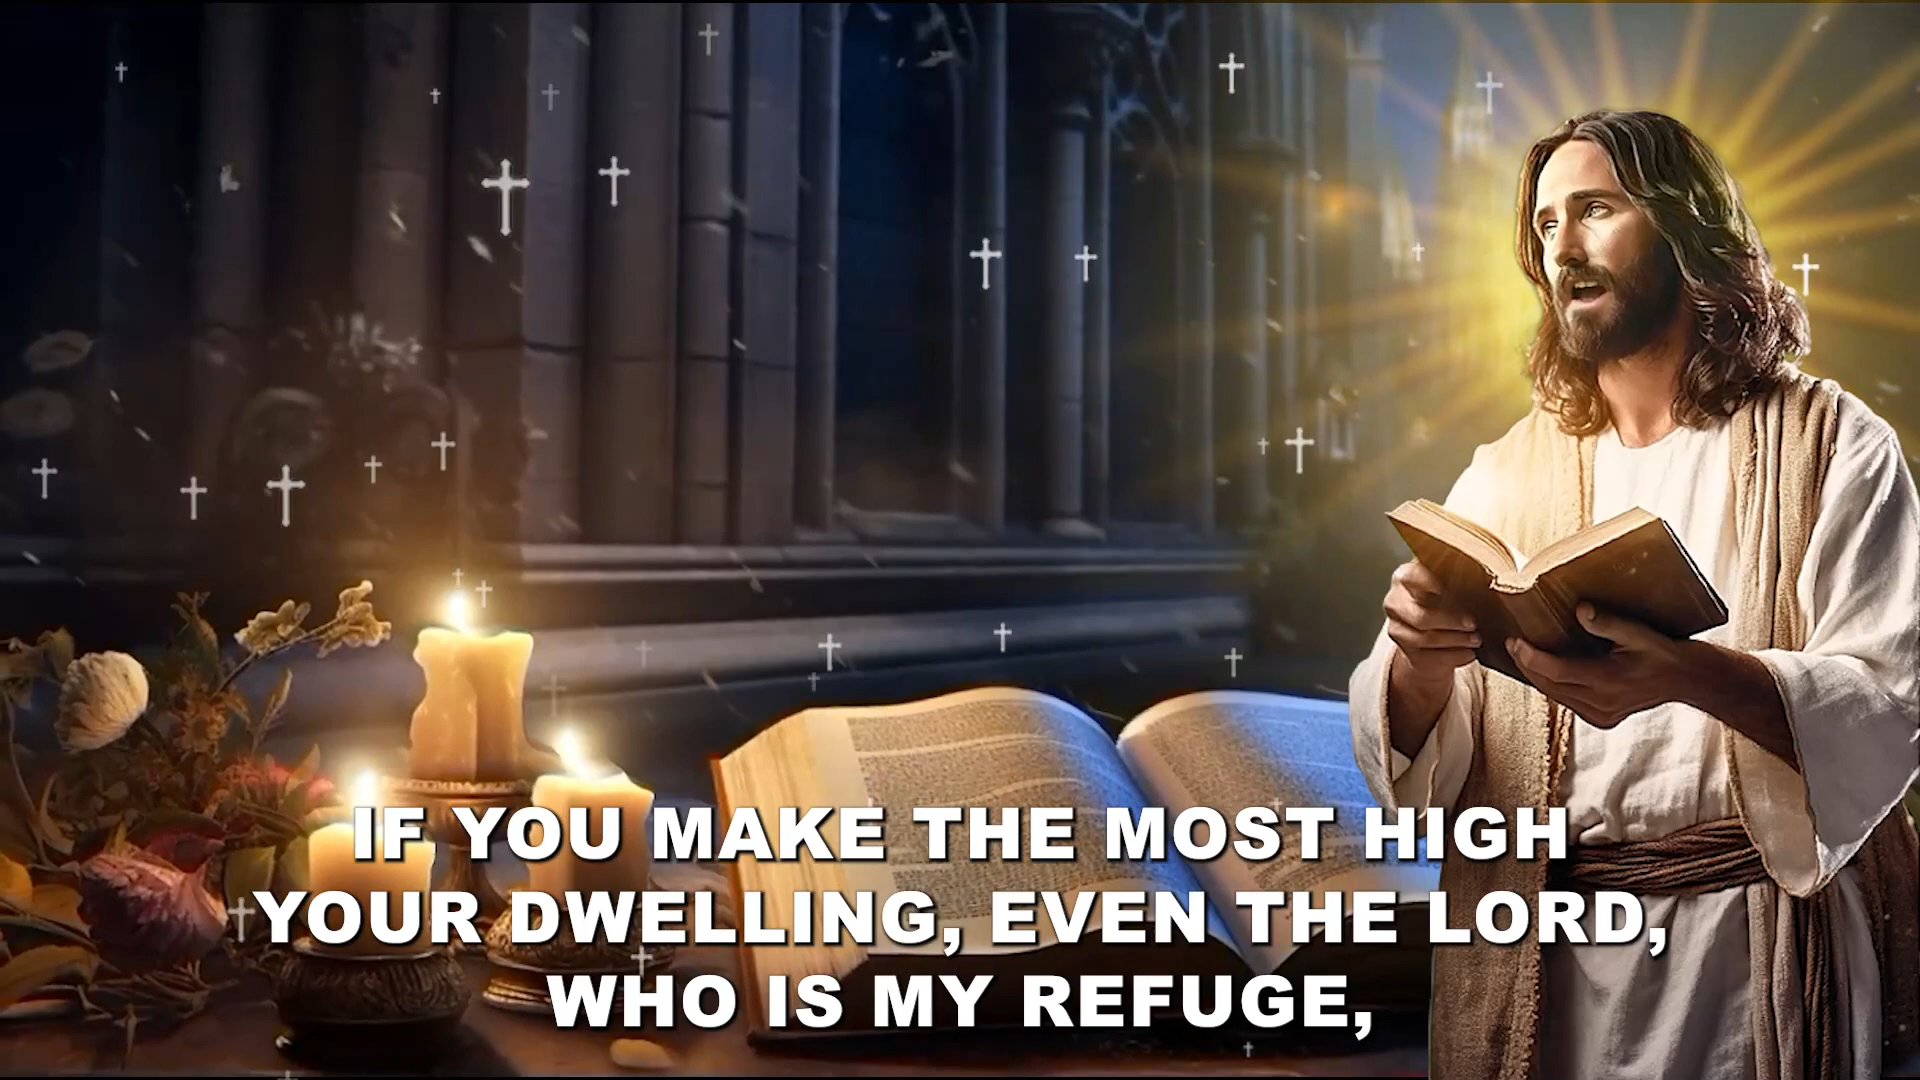 IF YOU MAKE THE MOST HIGH
YOUR DWELLING, EVEN THE LORD,
WHO IS MY REFUGE,